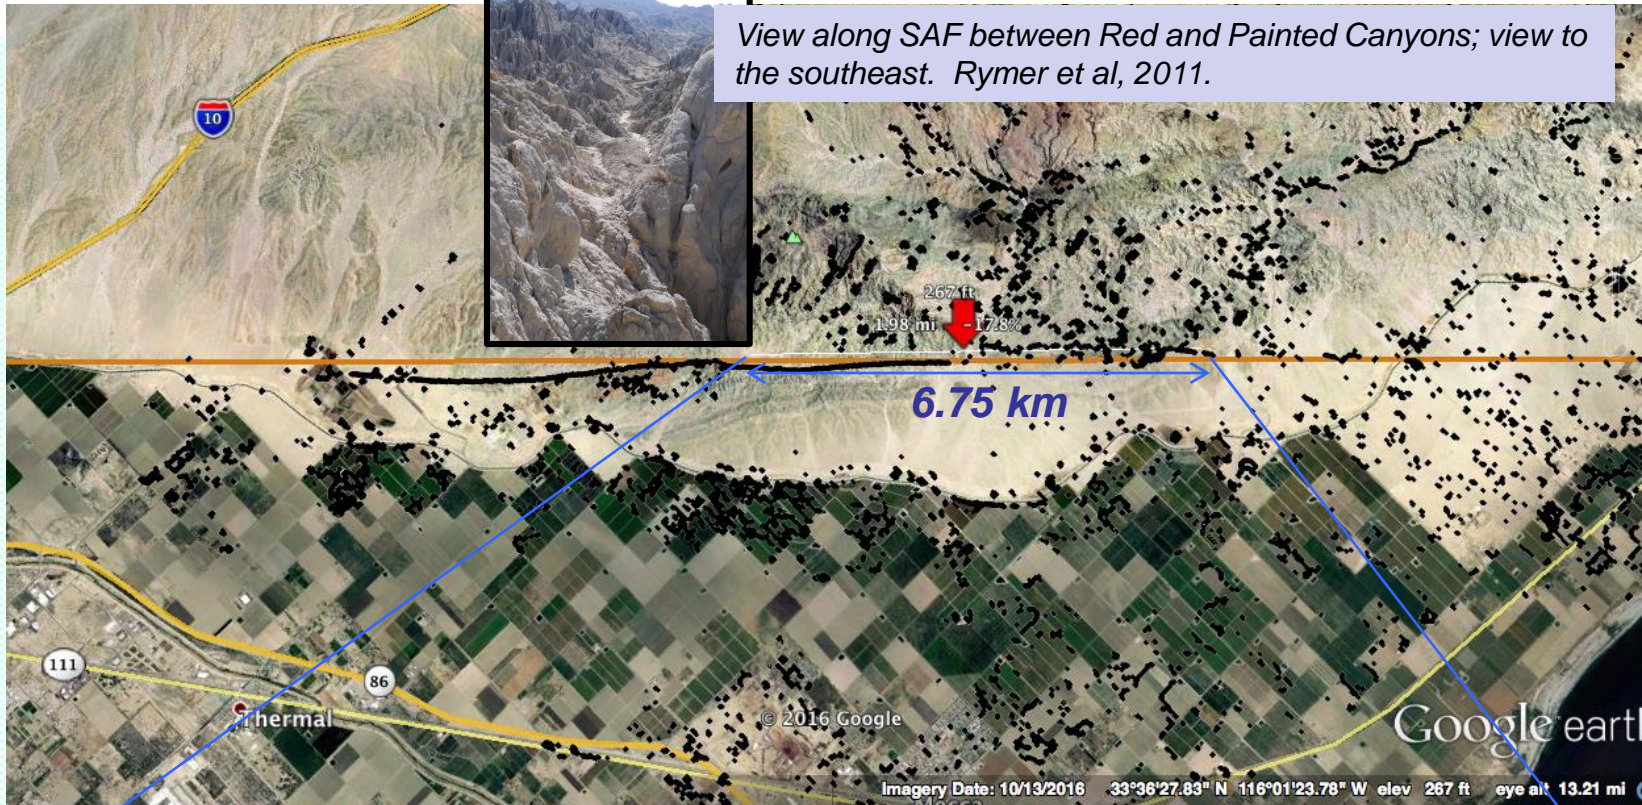 View along SAF between Red and Painted Canyons; view to
the southeast.  Rymer et al, 2011.
10
267 ft
1.98 mi
-17.8%
6.75 km
111
86
Thermal
© 2016 Google
Google earth
Imagery Date: 10/13/2016 33°36'27.83" N 116°01'23.78" W elev 267 ft eye alt 13.21 mi
Mecca